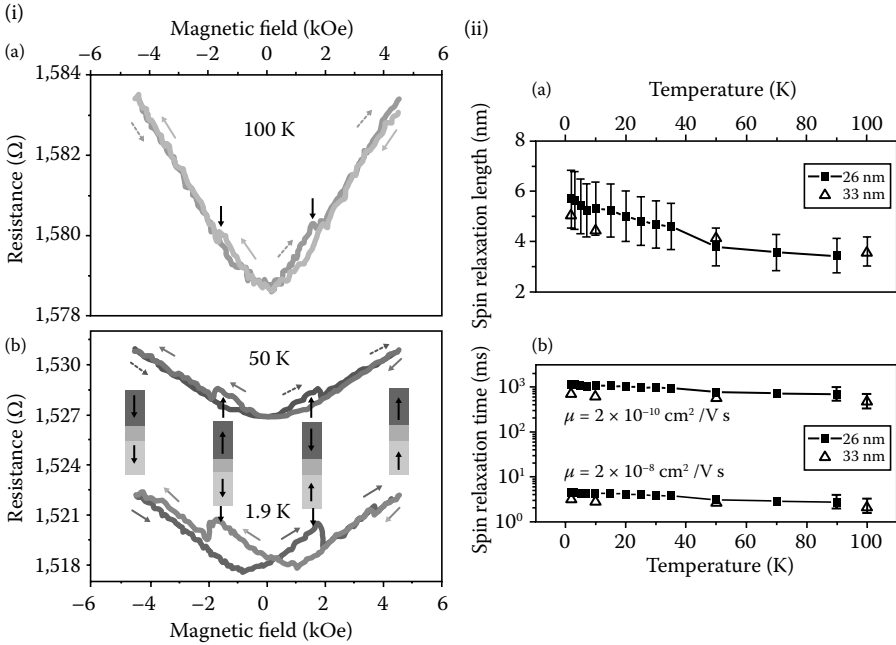 (i)
Magnetic field (kOe)
−6 −4 −2 0 2 4 6
(a)
1,584
1,582
1,580
1,578
Resistance (Ω)
100 K
(b)
1,530
1,527
1,524
1,521
1,518
Resistance (Ω)
50 K
1.9 K
−6 −4 −2 0 2 4 6
Magnetic field (kOe)
(ii)
(a)
Temperature (K)
0 20 40 60 80 100
8
6
4
2
Spin relaxation length (nm)
26 nm
33 nm
(b)
10³
10²
10¹
10⁰
Spin relaxation time (ms)
μ = 2 × 10⁻¹⁰ cm² /V s
26 nm
33 nm
μ = 2 × 10⁻⁸ cm² /V s
0 20 40 60 80 100
Temperature (K)